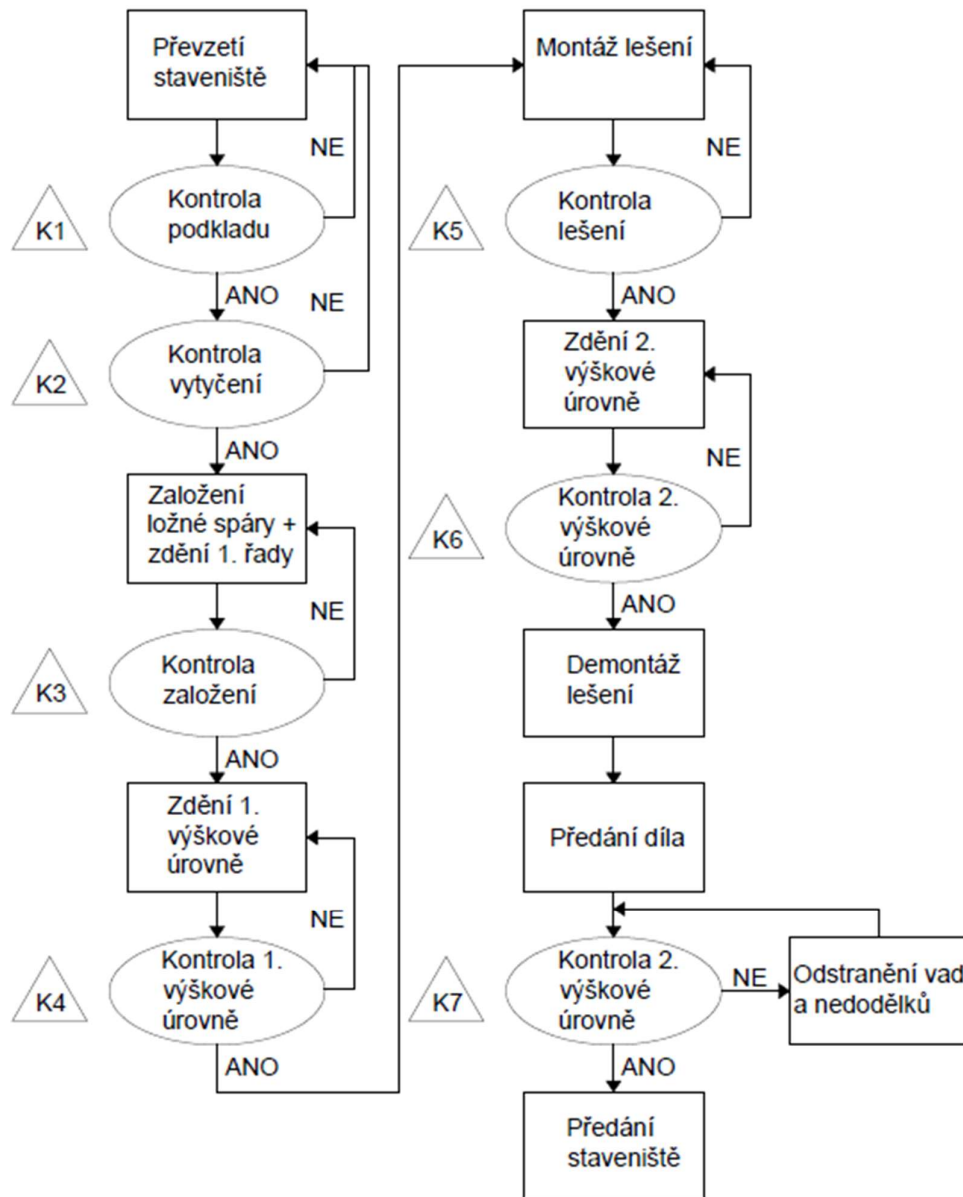 Převzetí
staveniště
NE
K1
Kontrola
podkladu
ANO
NE
K2
Kontrola
vytyčení
ANO
Založení
ložné spáry +
zdění 1. řady
NE
K3
Kontrola
založení
ANO
Zdění 1.
výškové
úrovně
NE
K4
Kontrola 1.
výškové
úrovně
ANO
Montáž lešení
NE
K5
Kontrola
lešení
ANO
Zdění 2.
výškové
úrovně
NE
K6
Kontrola 2.
výškové
úrovně
ANO
Demontáž
lešení
Předání díla
K7
Kontrola 2.
výškové
úrovně
NE
Odstranění vad
a nedodělků
ANO
Předání
staveniště